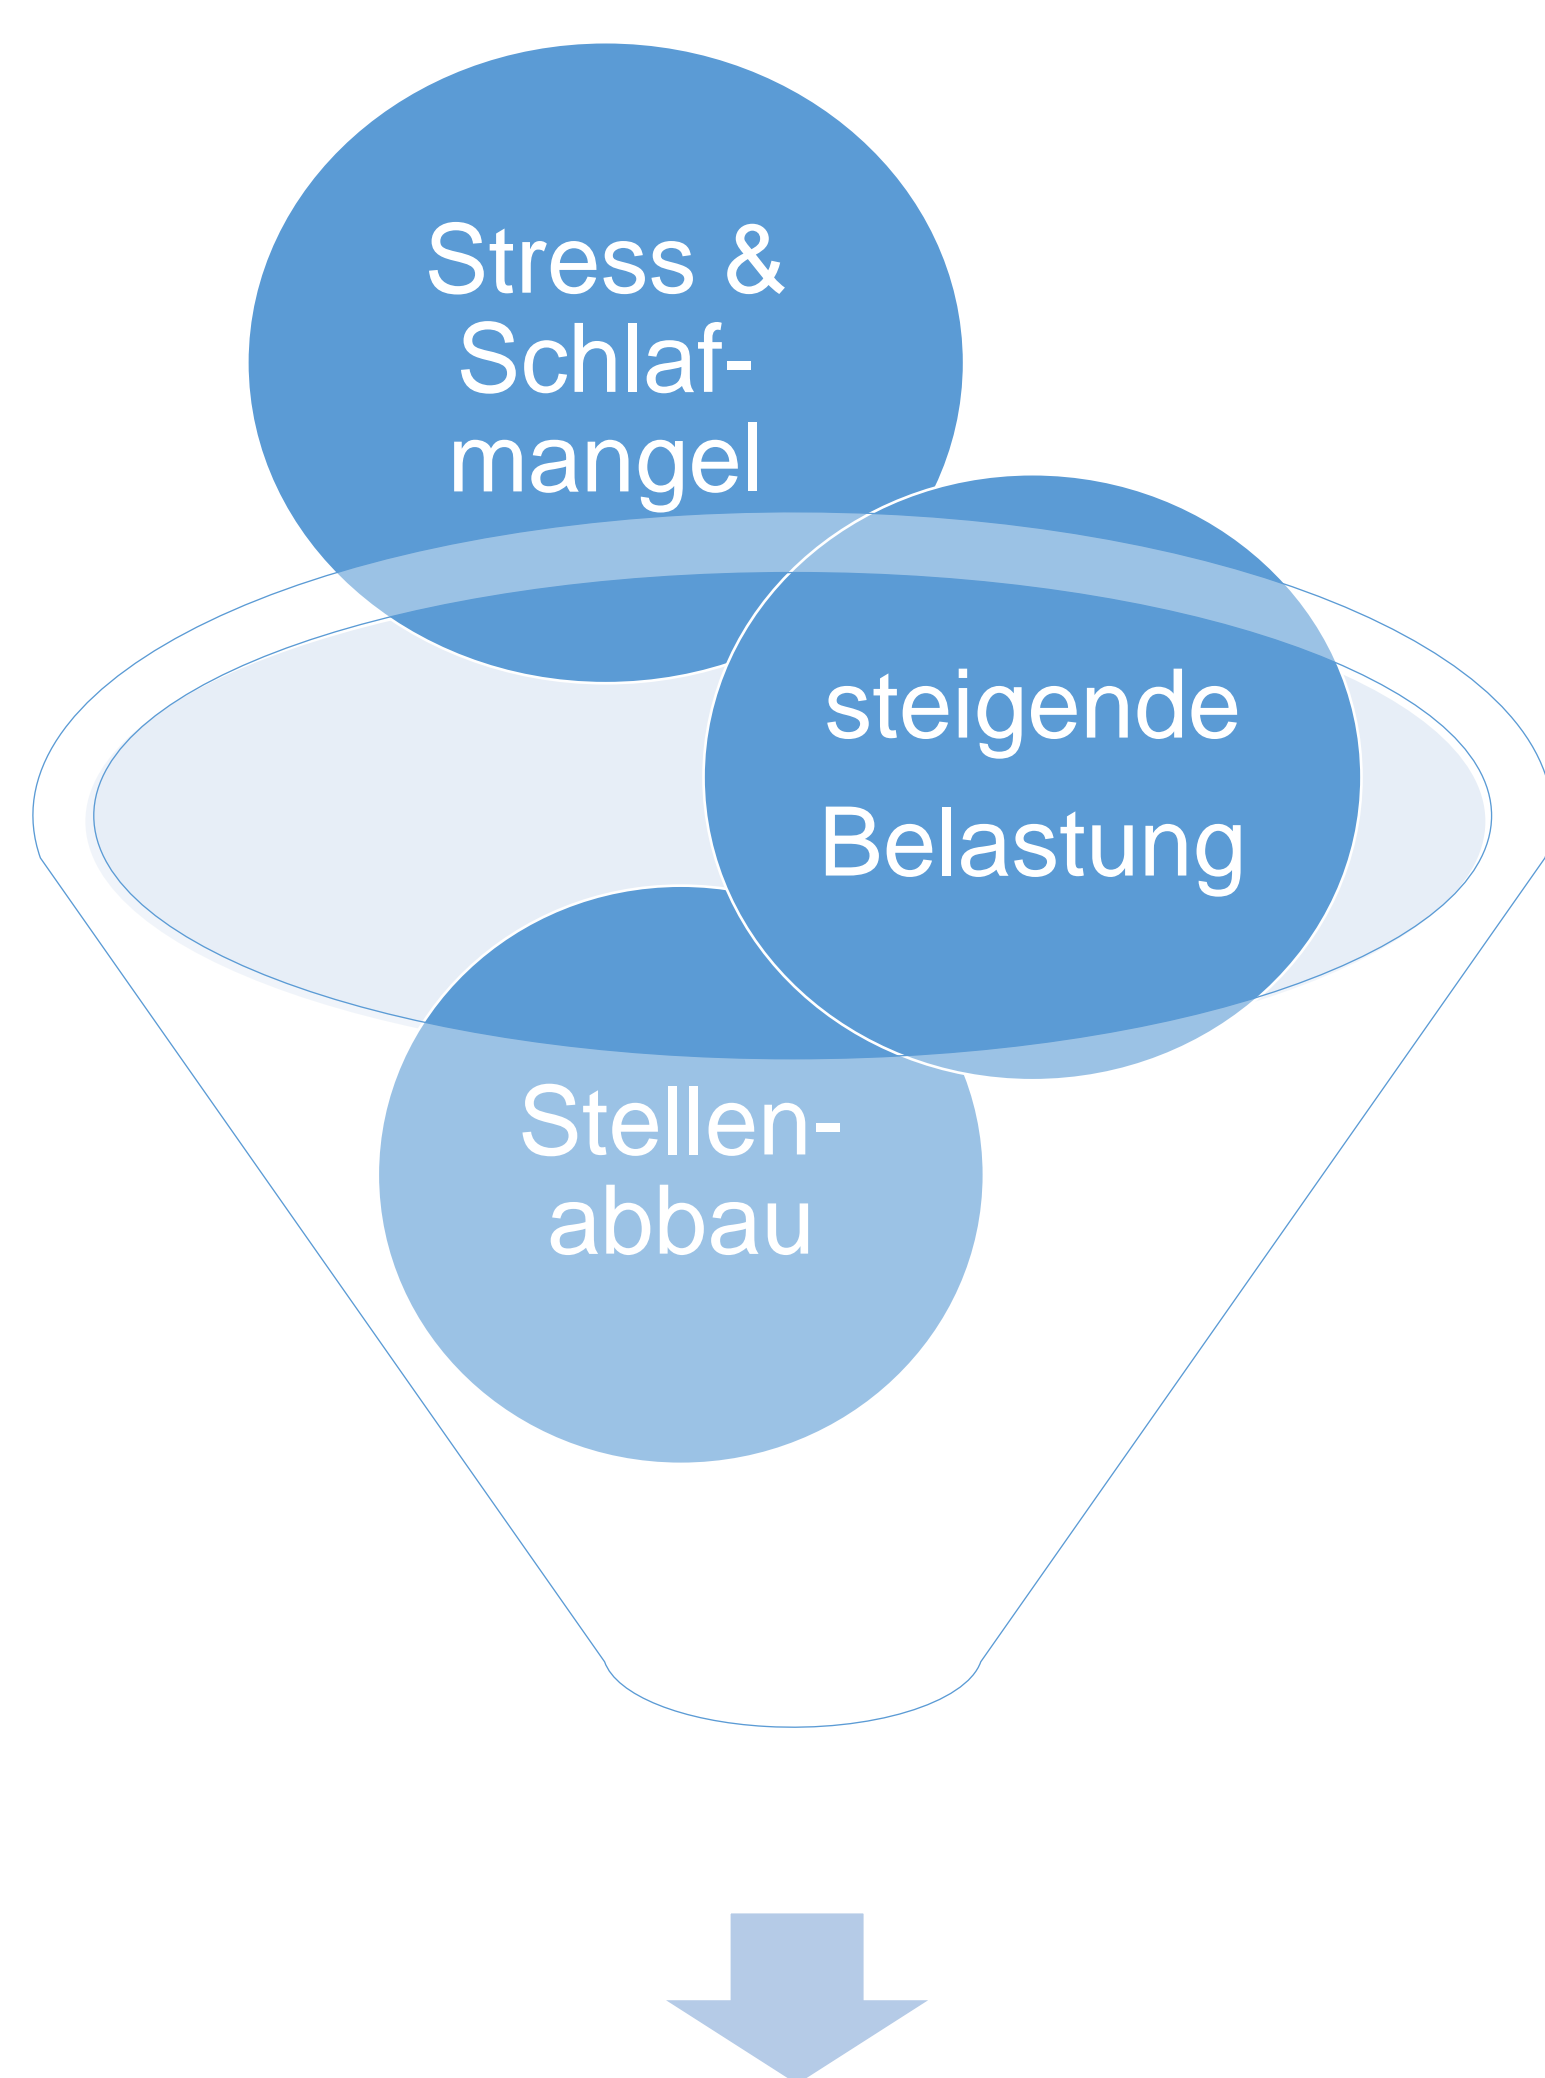 Stress &
Schlaf-
mangel
steigende
Belastung
Stellen-
abbau